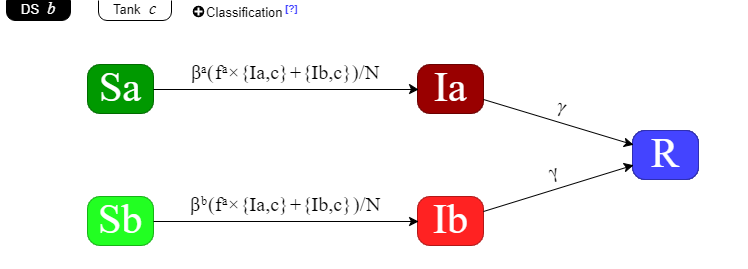 DS b Tank c Classification [?]
Sa βᵃ(fᵃ×{Ia,c}+{Ib,c})/N Ia
γ
R
Sb βᵇ(fᵃ×{Ia,c}+{Ib,c})/N Ib
γ